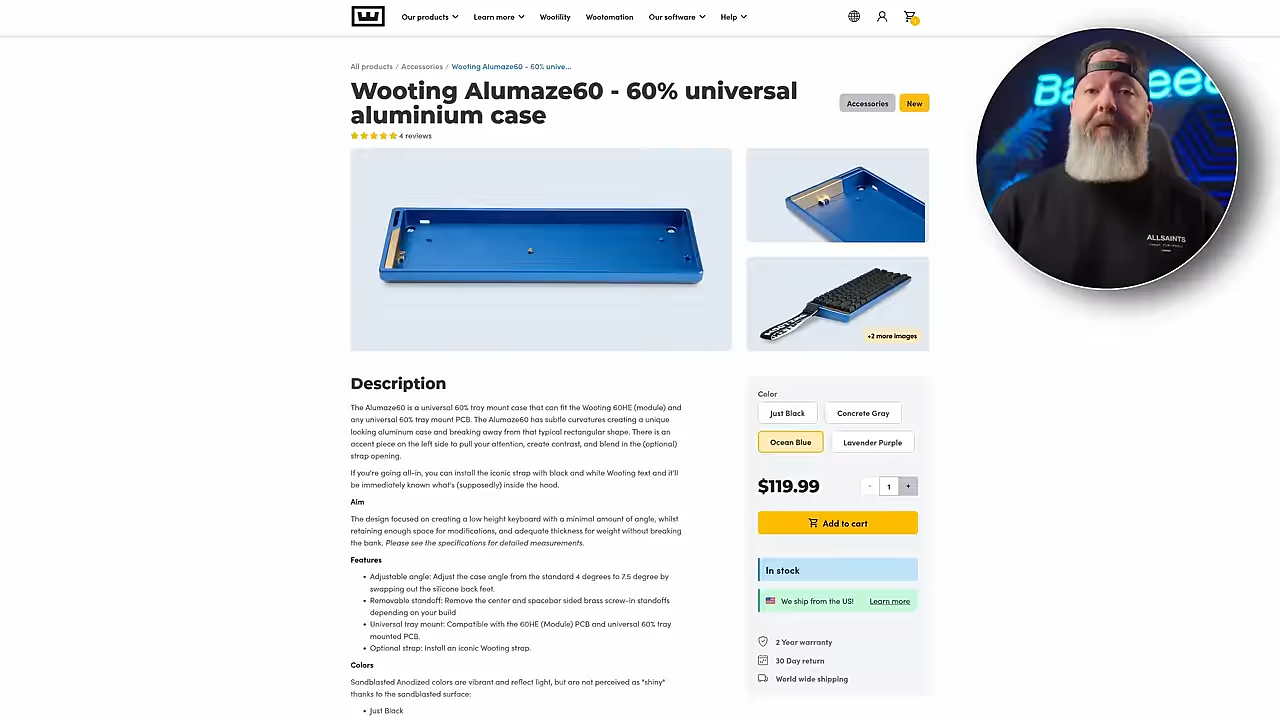 Our products
Learn more
Wootility
Wootomation
Our software
Help
All products / Accessories / Wooting Alumaze60 - 60% unive...
Wooting Alumaze60 - 60% universal
aluminium case
Accessories
New
4 reviews
+2 more images
ALLSAINTS
Description
The Alumaze60 is a universal 60% tray mount case that can fit the Wooting 60HE (module) and
any universal 60% tray mount PCB. The Alumaze60 has subtle curvatures creating a unique
looking aluminum case and breaking away from that typical rectangular shape. There is an
accent piece on the left side to pull your attention, create contrast, and blend in the (optional)
strap opening.
If you're going all-in, you can install the iconic strap with black and white Wooting text and it'll
be immediately known what's (supposedly) inside the hood.
Aim
The design focused on creating a low height keyboard with a minimal amount of angle, whilst
retaining enough space for modifications, and adequate thickness for weight without breaking
the bank. Please see the specifications for detailed measurements.
Features
• Adjustable angle: Adjust the case angle from the standard 4 degrees to 7.5 degree by
swapping out the silicone back feet.
• Removable standoff: Remove the center and spacebar sided brass screw-in standoffs
depending on your build
• Universal tray mount: Compatible with the 60HE (Module) PCB and universal 60% tray
mounted PCB.
• Optional strap: Install an iconic Wooting strap.
Colors
Sandblasted Anodized colors are vibrant and reflect light, but are not perceived as "shiny"
thanks to the sandblasted surface:
• Just Black
Color
Just Black
Concrete Gray
Ocean Blue
Lavender Purple
$119.99
- 1 +
Add to cart
In stock
We ship from the US!
Learn more
2 Year warranty
30 Day return
World wide shipping